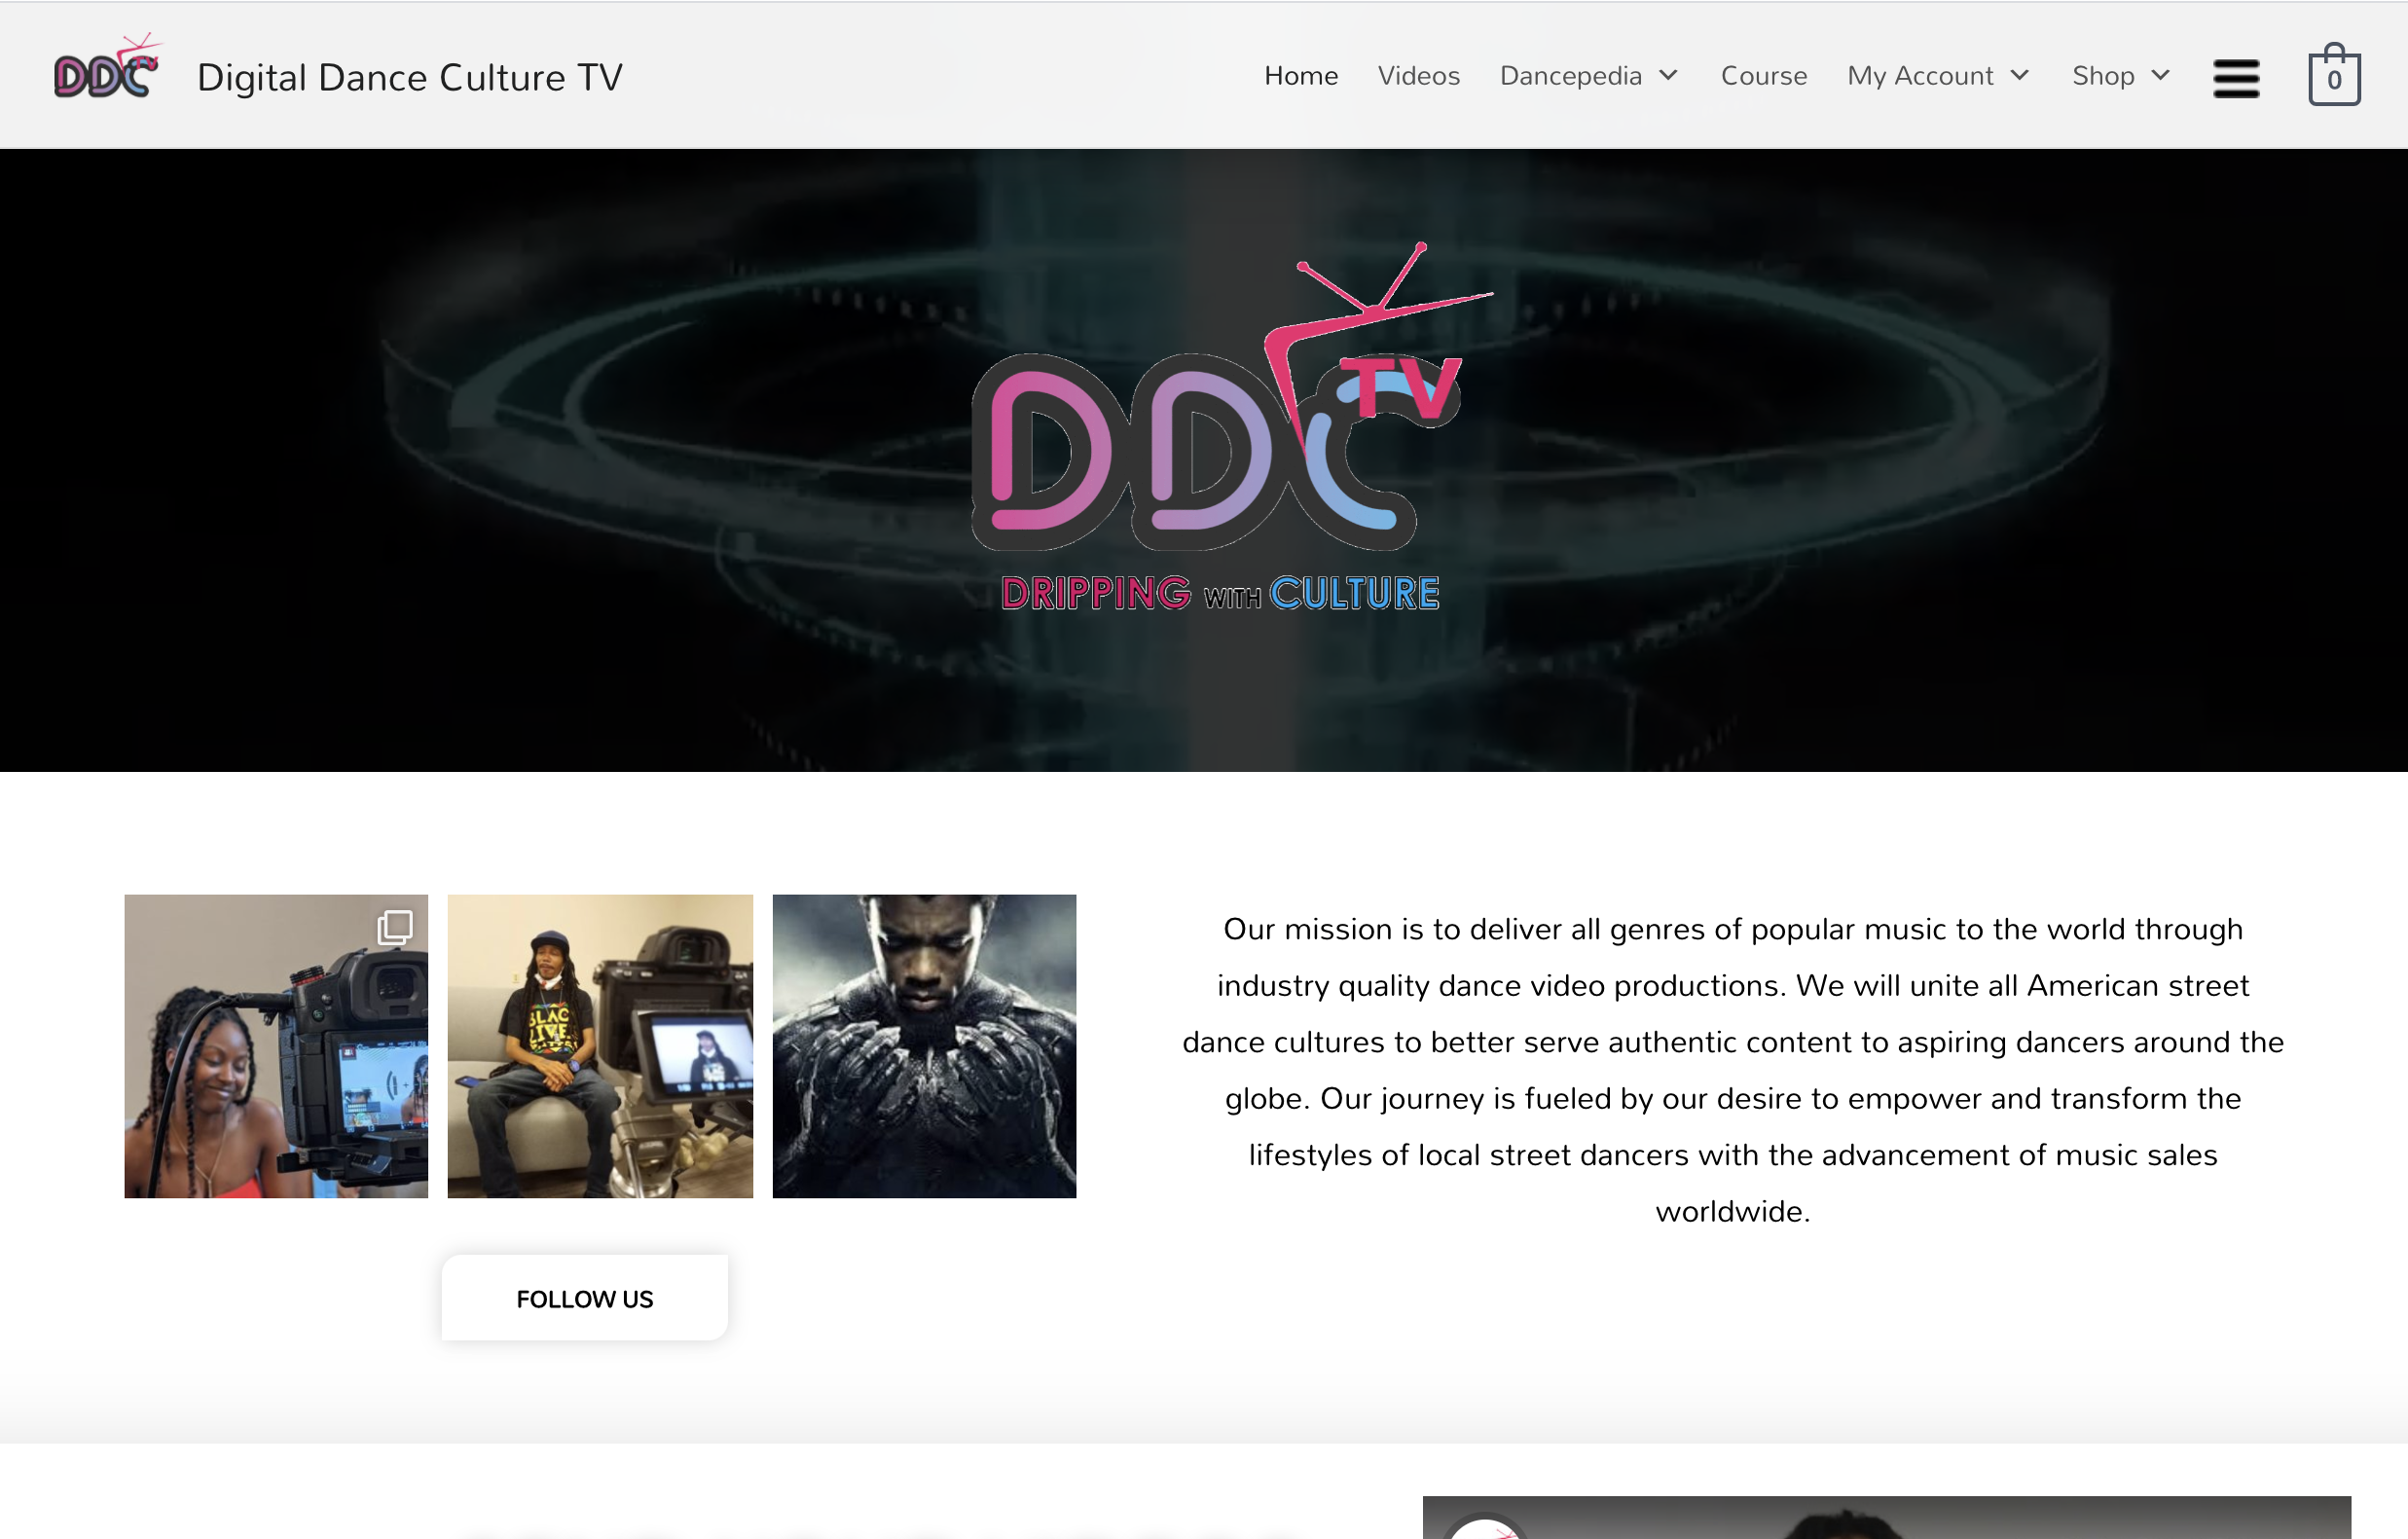 DDC TV
Digital Dance Culture TV
Home
Videos
Dancepedia
Course
My Account
Shop
0
DDC TV
DRIPPING WITH CULTURE
Our mission is to deliver all genres of popular music to the world through
industry quality dance video productions. We will unite all American street
dance cultures to better serve authentic content to aspiring dancers around the
globe. Our journey is fueled by our desire to empower and transform the
lifestyles of local street dancers with the advancement of music sales
worldwide.
FOLLOW US